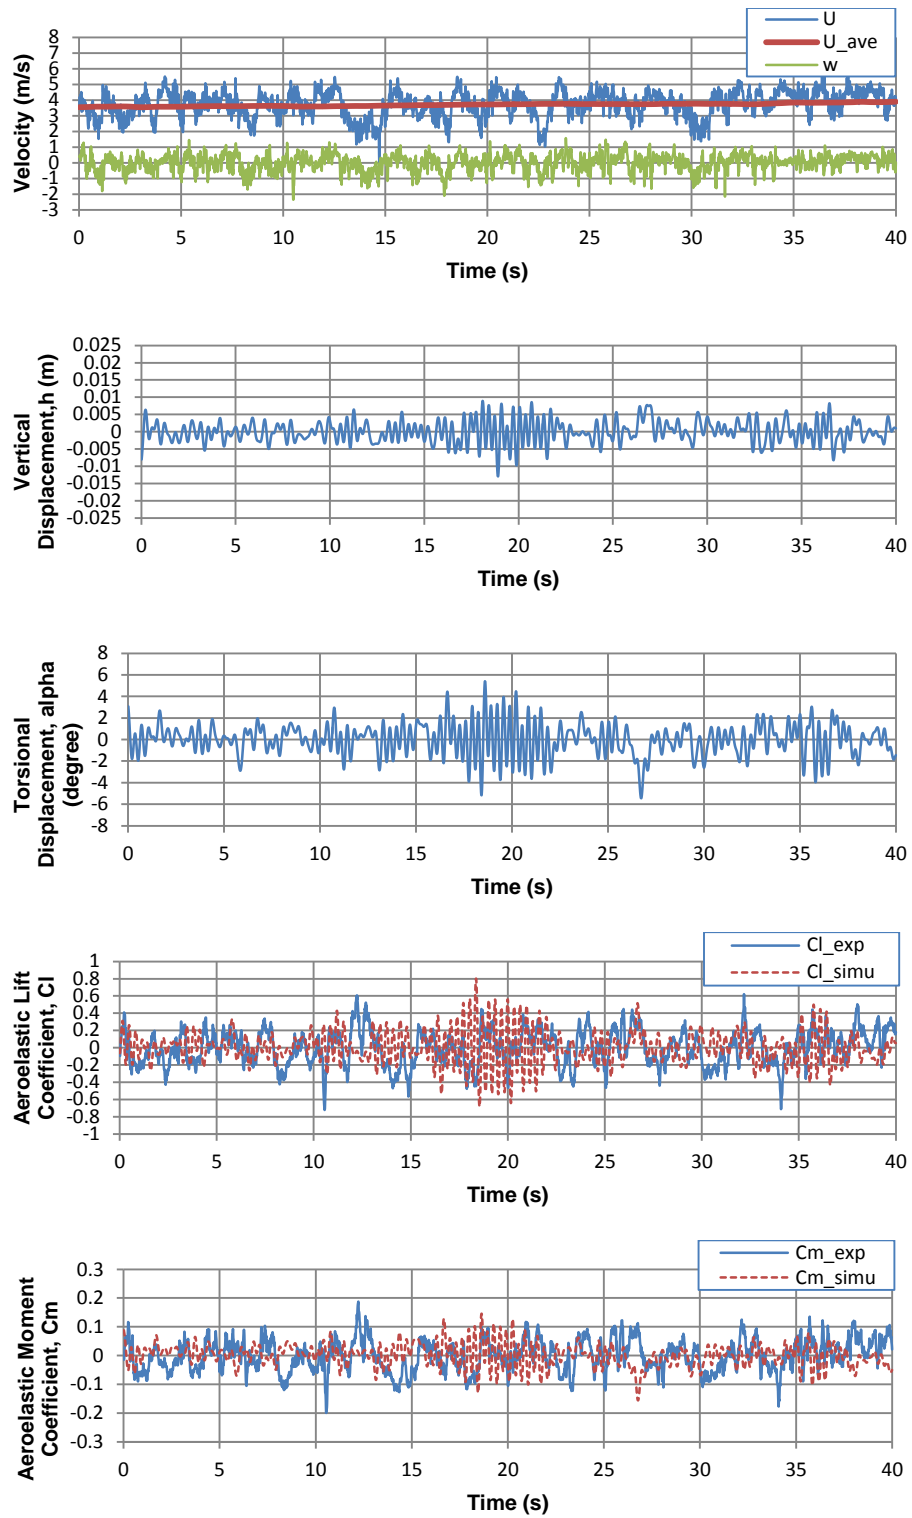 U
U_ave
w
Velocity (m/s)
8
7
6
5
4
3
2
1
0
-1
-2
-3
0 5 10 15 20 25 30 35 40
Time (s)
Vertical
Displacement,h (m)
0.025
0.02
0.015
0.01
0.005
0
-0.005
-0.01
-0.015
-0.02
-0.025
0 5 10 15 20 25 30 35 40
Time (s)
Torsional
Displacement, alpha
(degree)
8
6
4
2
0
-2
-4
-6
-8
0 5 10 15 20 25 30 35 40
Time (s)
Cl_exp
Cl_simu
Aeroelastic Lift
Coefficient, Cl
1
0.8
0.6
0.4
0.2
0
-0.2
-0.4
-0.6
-0.8
-1
0 5 10 15 20 25 30 35 40
Time (s)
Cm_exp
Cm_simu
Aeroelastic Moment
Coefficient, Cm
0.3
0.2
0.1
0
-0.1
-0.2
-0.3
0 5 10 15 20 25 30 35 40
Time (s)